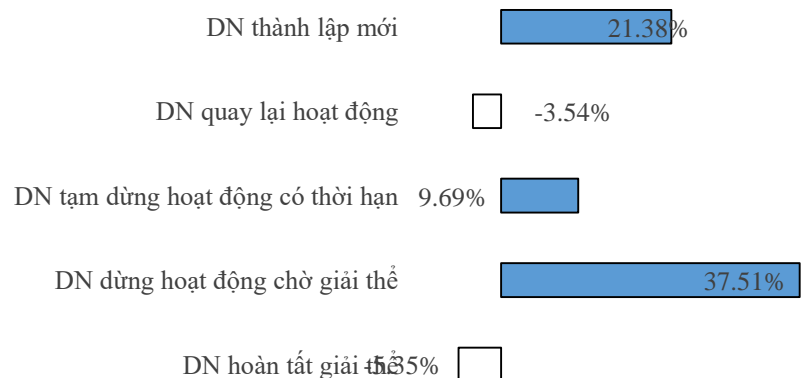 DN thành lập mới 21.38%
DN quay lại hoạt động -3.54%
DN tạm dừng hoạt động có thời hạn 9.69%
DN dừng hoạt động chờ giải thể 37.51%
DN hoàn tất giải thể -5.35%